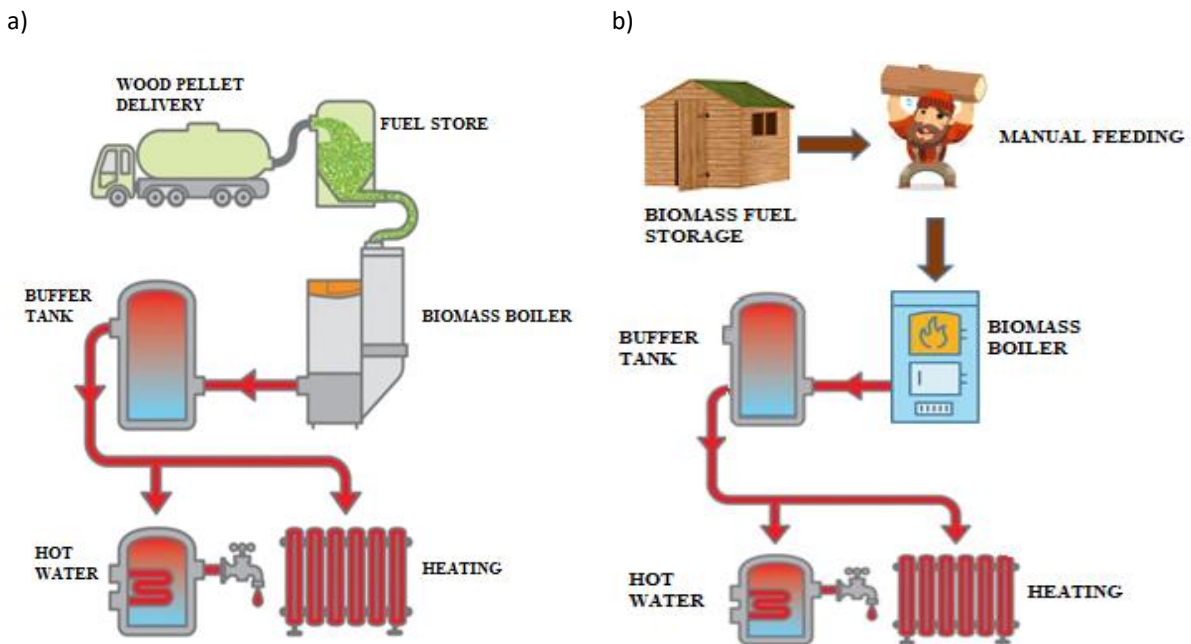 a)
WOOD PELLET
DELIVERY
FUEL STORE
BUFFER
TANK
BIOMASS BOILER
HOT
WATER
HEATING
b)
MANUAL FEEDING
BIOMASS FUEL
STORAGE
BUFFER
TANK
BIOMASS
BOILER
HOT
WATER
HEATING